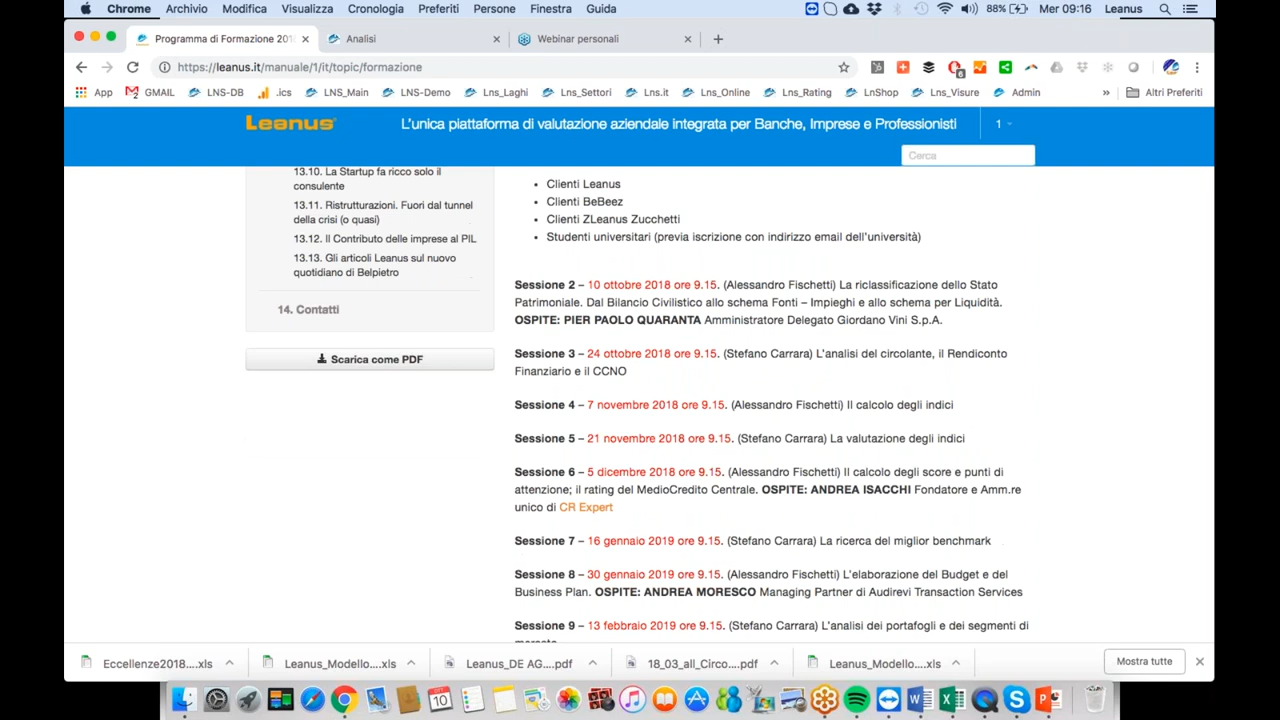 Chrome Archivio Modifica Visualizza Cronologia Preferiti Persone Finestra Guida 88% Mer 09:16 Leanus
Programma di Formazione 201 Analisi Webinar personali
https://leanus.it/manuale/1/it/topic/formazione 6
App GMAIL LNS-DB .ics LNS_Main LNS-Demo Lns_Laghi Lns_Settori Lns.it Lns_Online Lns_Rating LnShop Lns_Visure Admin » Altri Preferiti
Leanus L'unica piattaforma di valutazione aziendale integrata per Banche, Imprese e Professionisti 1
Cerca
13.10. La Startup fa ricco solo il
consulente
13.11. Ristrutturazioni. Fuori dal tunnel
della crisi (o quasi)
13.12. Il Contributo delle imprese al PIL
13.13. Gli articoli Leanus sul nuovo
quotidiano di Belpietro
14. Contatti
Scarica come PDF
• Clienti Leanus
• Clienti BeBeez
• Clienti ZLeanus Zucchetti
• Studenti universitari (previa iscrizione con indirizzo email dell'università)
Sessione 2 – 10 ottobre 2018 ore 9.15. (Alessandro Fischetti) La riclassificazione dello Stato
Patrimoniale. Dal Bilancio Civilistico allo schema Fonti – Impieghi e allo schema per Liquidità.
OSPITE: PIER PAOLO QUARANTA Amministratore Delegato Giordano Vini S.p.A.
Sessione 3 – 24 ottobre 2018 ore 9.15. (Stefano Carrara) L'analisi del circolante, il Rendiconto
Finanziario e il CCNO
Sessione 4 – 7 novembre 2018 ore 9.15. (Alessandro Fischetti) Il calcolo degli indici
Sessione 5 – 21 novembre 2018 ore 9.15. (Stefano Carrara) La valutazione degli indici
Sessione 6 – 5 dicembre 2018 ore 9.15. (Alessandro Fischetti) Il calcolo degli score e punti di
attenzione; il rating del MedioCredito Centrale. OSPITE: ANDREA ISACCHI Fondatore e Amm.re
unico di CR Expert
Sessione 7 – 16 gennaio 2019 ore 9.15. (Stefano Carrara) La ricerca del miglior benchmark
Sessione 8 – 30 gennaio 2019 ore 9.15. (Alessandro Fischetti) L'elaborazione del Budget e del
Business Plan. OSPITE: ANDREA MORESCO Managing Partner di Audirevi Transaction Services
Sessione 9 – 13 febbraio 2019 ore 9.15. (Stefano Carrara) L'analisi dei portafogli e dei segmenti di
mercato
Eccellenze2018....xls Leanus_Modello....xls Leanus_DE AG....pdf 18_03_all_Circo....pdf Leanus_Modello....xls Mostra tutte
10